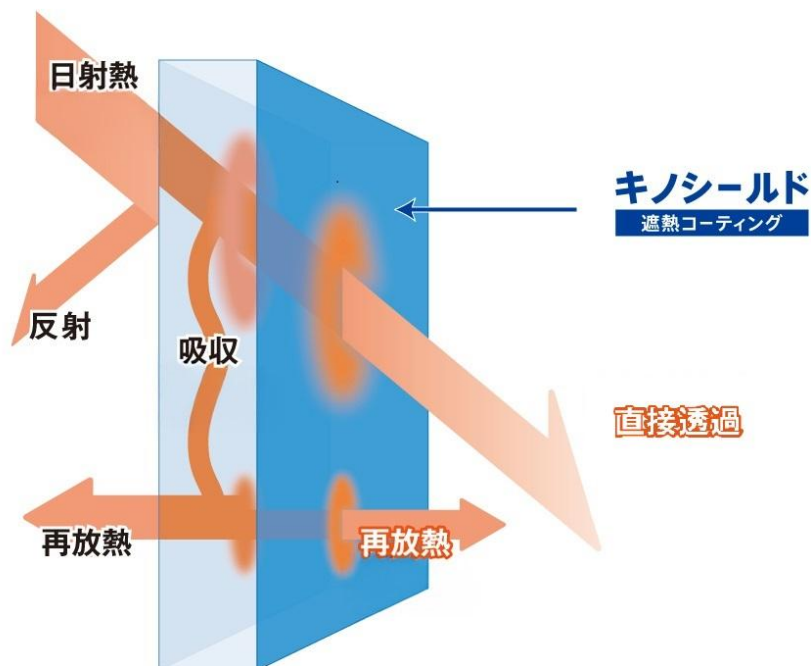 日射熱
キノシールド
遮熱コーティング
反射
吸収
直接透過
再放熱
再放熱